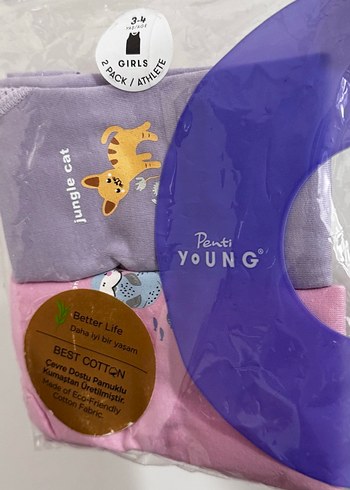 3-4
GIRLS
2 PACK / ATHLETE
jungle cat
Penti
YOUNG®
Better Life
Daha iyi bir yaşam
BEST COTTON
Çevre Dostu Pamuklu
Kumaştan Üretilmiştir.
Made of Eco-Friendly
Cotton Fabric.